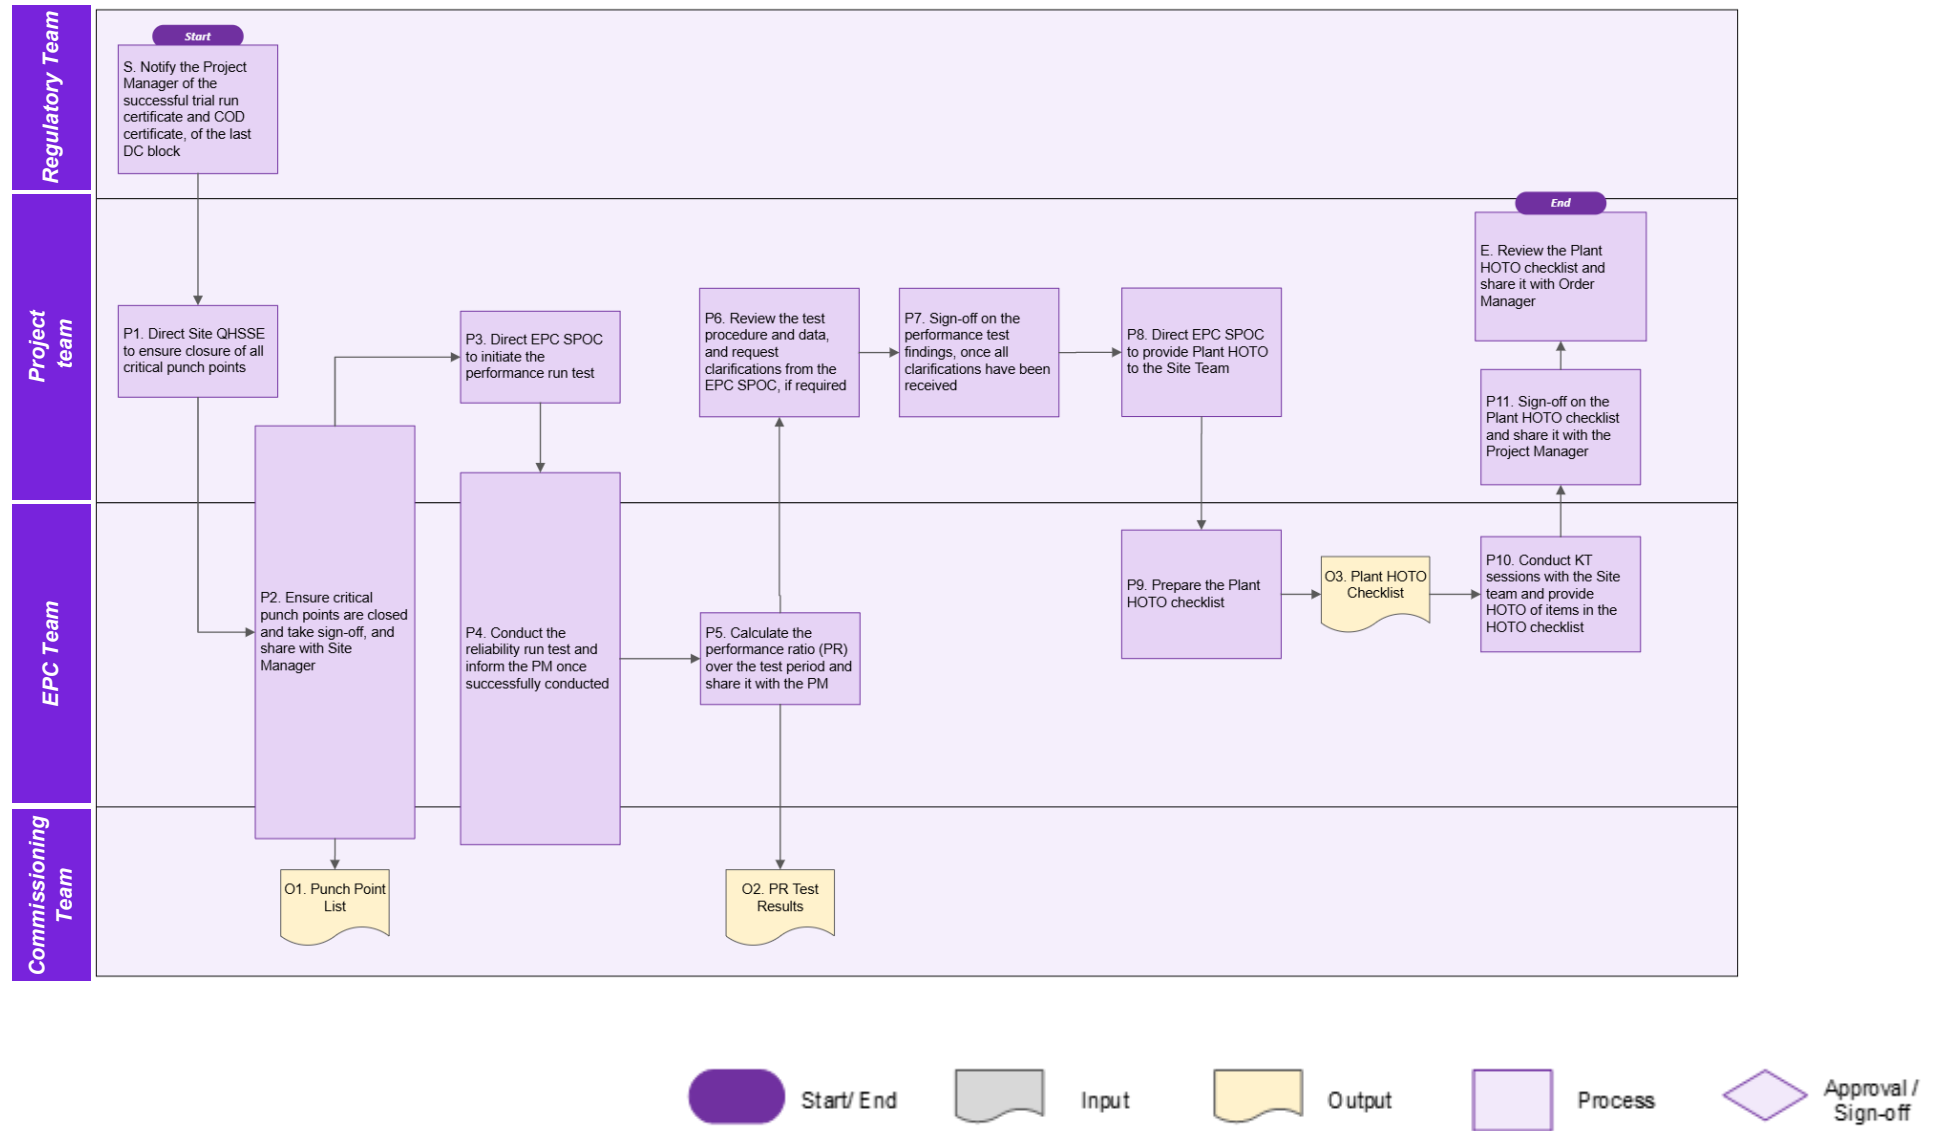 Regulatory Team
Start
S. Notify the Project
Manager of the
successful trial run
certificate and COD
certificate, of the last
DC block
Project
team
P1. Direct Site QHSSE
to ensure closure of all
critical punch points
P3. Direct EPC SPOC
to initiate the
performance run test
P6. Review the test
procedure and data,
and request
clarifications from the
EPC SPOC, if required
P7. Sign-off on the
performance test
findings, once all
clarifications have been
received
P8. Direct EPC SPOC
to provide Plant HOTO
to the Site Team
End
E. Review the Plant
HOTO checklist and
share it with Order
Manager
P11. Sign-off on the
Plant HOTO checklist
and share it with the
Project Manager
EPC Team
P2. Ensure critical
punch points are closed
and take sign-off, and
share with Site
Manager
P4. Conduct the
reliability run test and
inform the PM once
successfully conducted
P5. Calculate the
performance ratio (PR)
over the test period and
share it with the PM
P9. Prepare the Plant
HOTO checklist
O3. Plant HOTO
Checklist
P10. Conduct KT
sessions with the Site
team and provide
HOTO of items in the
HOTO checklist
Commissioning
Team
O1. Punch Point
List
O2. PR Test
Results
Start/ End
Input
Output
Process
Approval /
Sign-off